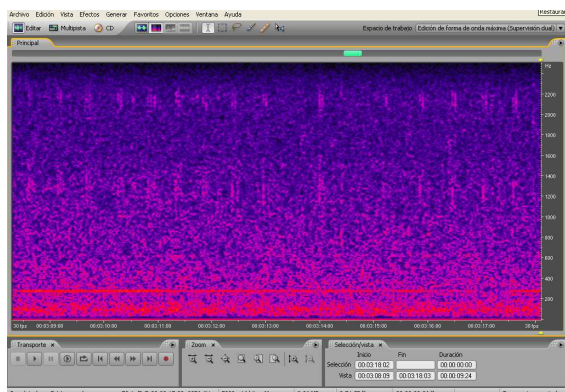 Restaurar
Archivo Edición Vista Efectos Generar Favoritos Opciones Ventana Ayuda
Editar Multipista CD Espacio de trabajo: Edición de forma de onda máxima (Supervisión dual)
Principal
Hz
2200
2000
1800
1600
1400
1200
1000
800
600
400
200
30 fps 00:03:09:00 00:03:10:00 00:03:11:00 00:03:12:00 00:03:13:00 00:03:14:00 00:03:15:00 00:03:16:00 00:03:17:00 30 fps
Transporte Zoom Selección/vista
Inicio Fin Duración
Selección 00:03:18:02 00:00:00:00
Vista 00:03:08:09 00:03:18:03 00:00:09:24